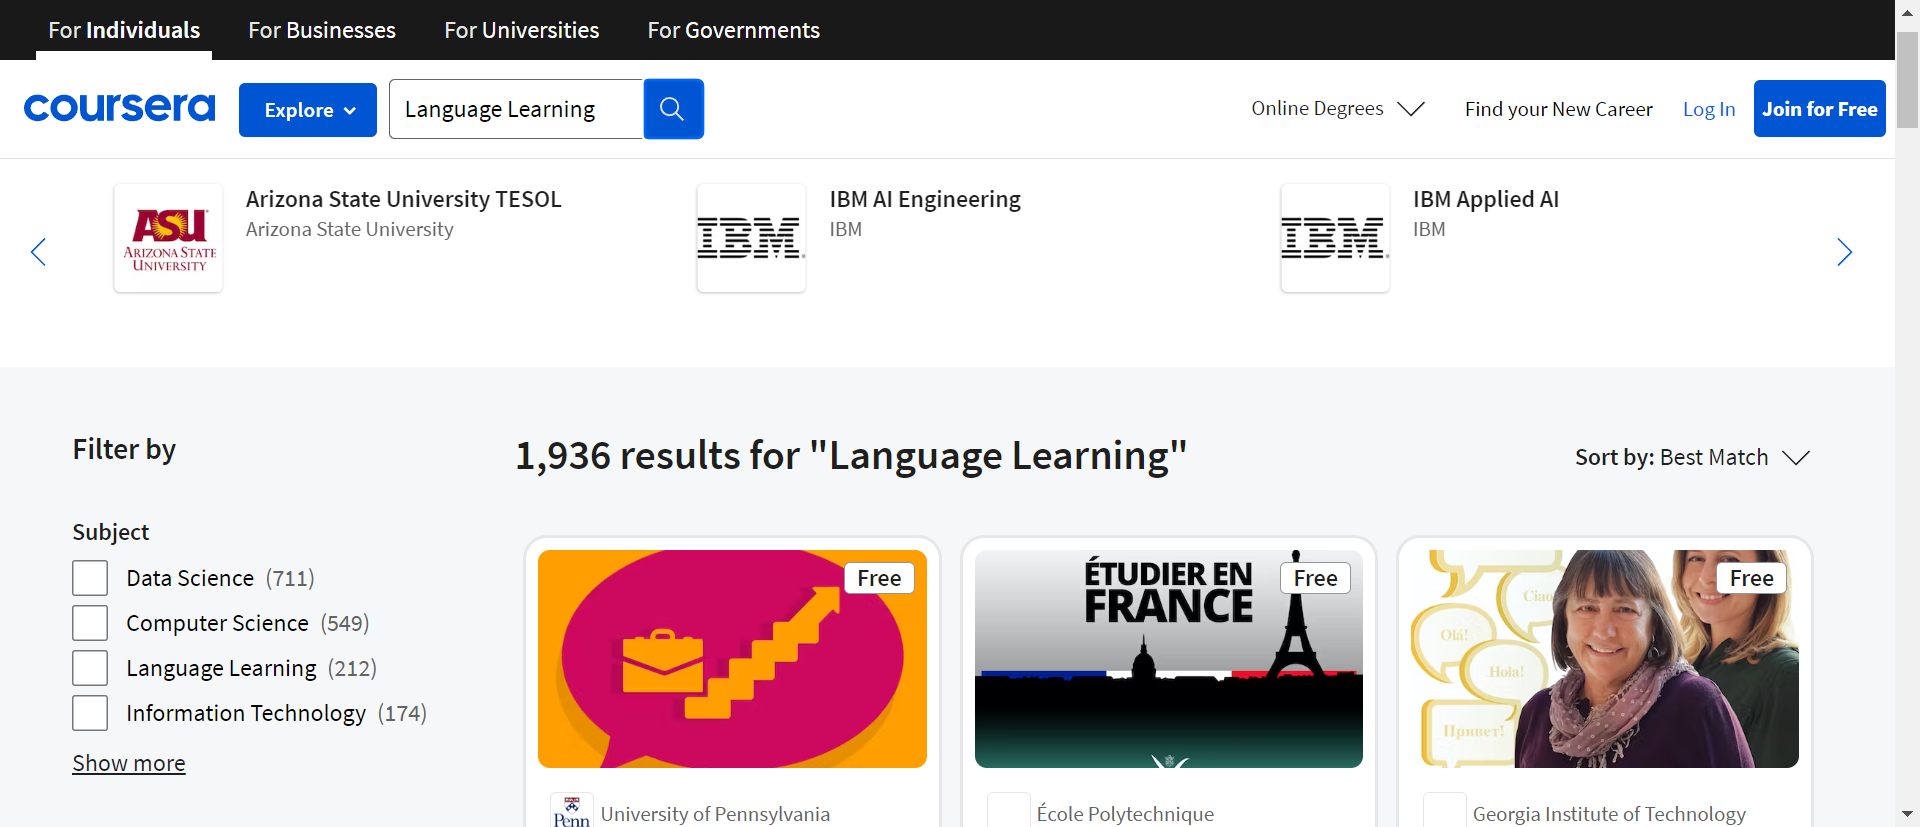 For Individuals
For Businesses
For Universities
For Governments
coursera
Explore
Language Learning
Online Degrees
Find your New Career
Log In
Join for Free
ASU
ARIZONA STATE
UNIVERSITY
Arizona State University TESOL
Arizona State University
IBM
IBM AI Engineering
IBM
IBM
IBM Applied AI
IBM
Filter by
1,936 results for "Language Learning"
Sort by: Best Match
Subject
Data Science (711)
Computer Science (549)
Language Learning (212)
Information Technology (174)
Show more
Free
ÉTUDIER EN
FRANCE
Free
Ciao
Olá!
Hola!
Привет!
Free
Penn
University of Pennsylvania
École Polytechnique
Georgia Institute of Technology